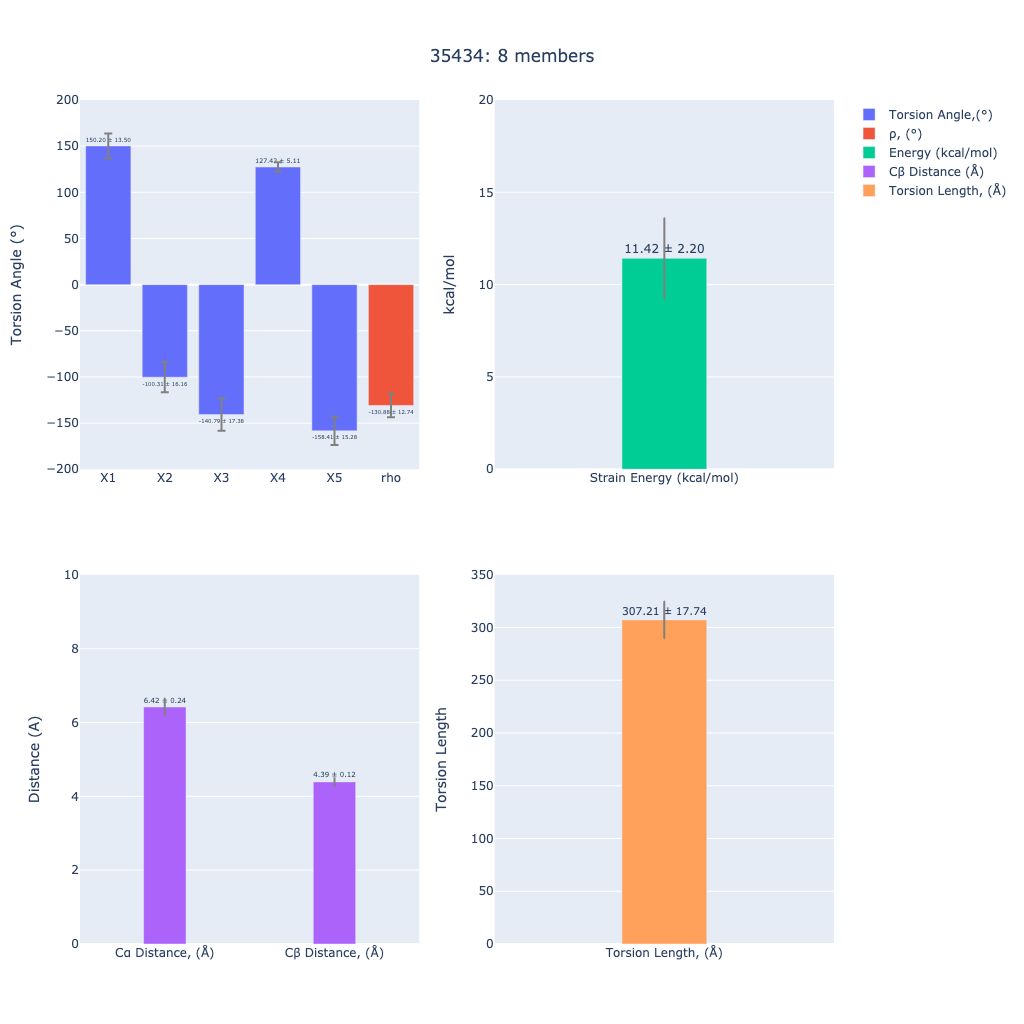 35434: 8 members
Torsion Angle (°)
200
150
100
50
0
−50
−100
−150
−200
150.20 ± 13.50
-100.31 ± 16.16
-140.79 ± 17.38
127.42 ± 5.11
-158.41 ± 15.28
-130.88 ± 12.74
X1 X2 X3 X4 X5 rho
kcal/mol
20
15
10
5
0
11.42 ± 2.20
Strain Energy (kcal/mol)
Torsion Angle,(°)
ρ, (°)
Energy (kcal/mol)
Cβ Distance (Å)
Torsion Length, (Å)
Distance (A)
10
8
6
4
2
0
6.42 ± 0.24
4.39 ± 0.12
Cα Distance, (Å) Cβ Distance, (Å)
Torsion Length
350
300
250
200
150
100
50
0
307.21 ± 17.74
Torsion Length, (Å)